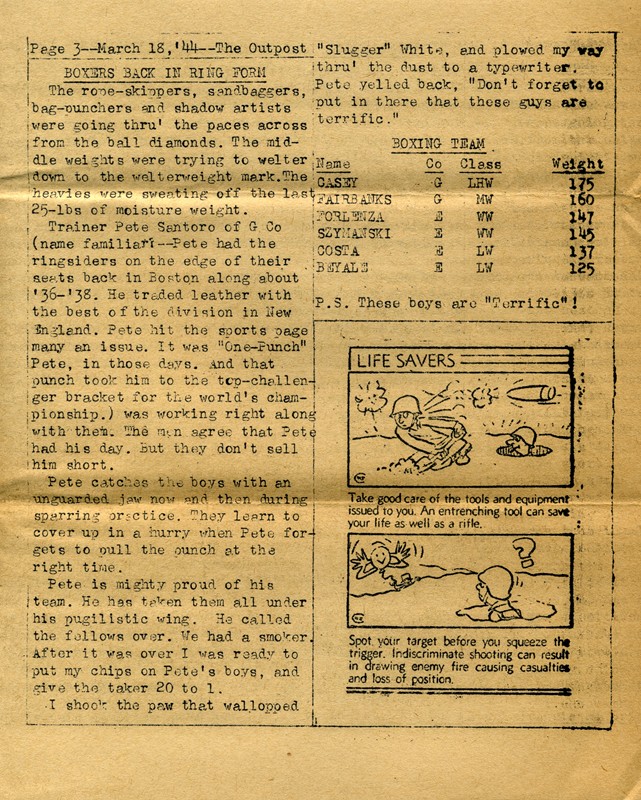 Page 3--March 18,'44--The Outpost
BOXERS BACK IN RING FORM
The rope-skippers, sandbaggers,
bag-punchers and shadow artists
were going thru' the paces across
from the ball diamonds. The mid-
dle weights were trying to welter
down to the welterweight mark.The
heavies were sweating off the last
25-lbs of moisture weight.
Trainer Pete Santoro of G Co
(name familiar?--Pete had the
ringsiders on the edge of their
seats back in Boston along about
'36-'38. He traded leather with
the best of the division in New
England. Pete hit the sports page
many an issue. It was "One-Punch"
Pete, in those days. And that
punch took him to the top-challen-
ger bracket for the world's cham-
pionship.) was working right along
with them. The men agree that Pete
had his day. But they don't sell
him short.
Pete catches the boys with an
unguarded jaw now and then during
sparring practice. They learn to
cover up in a hurry when Pete for-
gets to pull the punch at the
right time.
Pete is mighty proud of his
team. He has taken them all under
his pugilistic wing. He called
the fellows over. We had a smoker.
After it was over I was ready to
put my chips on Pete's boys, and
give the taker 20 to 1.
I shook the paw that walloped
"Slugger" White, and plowed my way
thru' the dust to a typewriter.
Pete yelled back, "Don't forget to
put in there that these guys are
terrific."
BOXING TEAM
Name Co Class Weight
CASEY G LHW 175
FAIRBANKS G MW 160
FORLENZA E WW 147
SZYMANSKI E WW 145
COSTA E LW 137
BEYALE E LW 125
P.S. These boys are "Terrific"!
LIFE SAVERS
Take good care of the tools and equipment
issued to you. An entrenching tool can save
your life as well as a rifle.
?
Spot your target before you squeeze the
trigger. Indiscriminate shooting can result
in drawing enemy fire causing casualties
and loss of position.